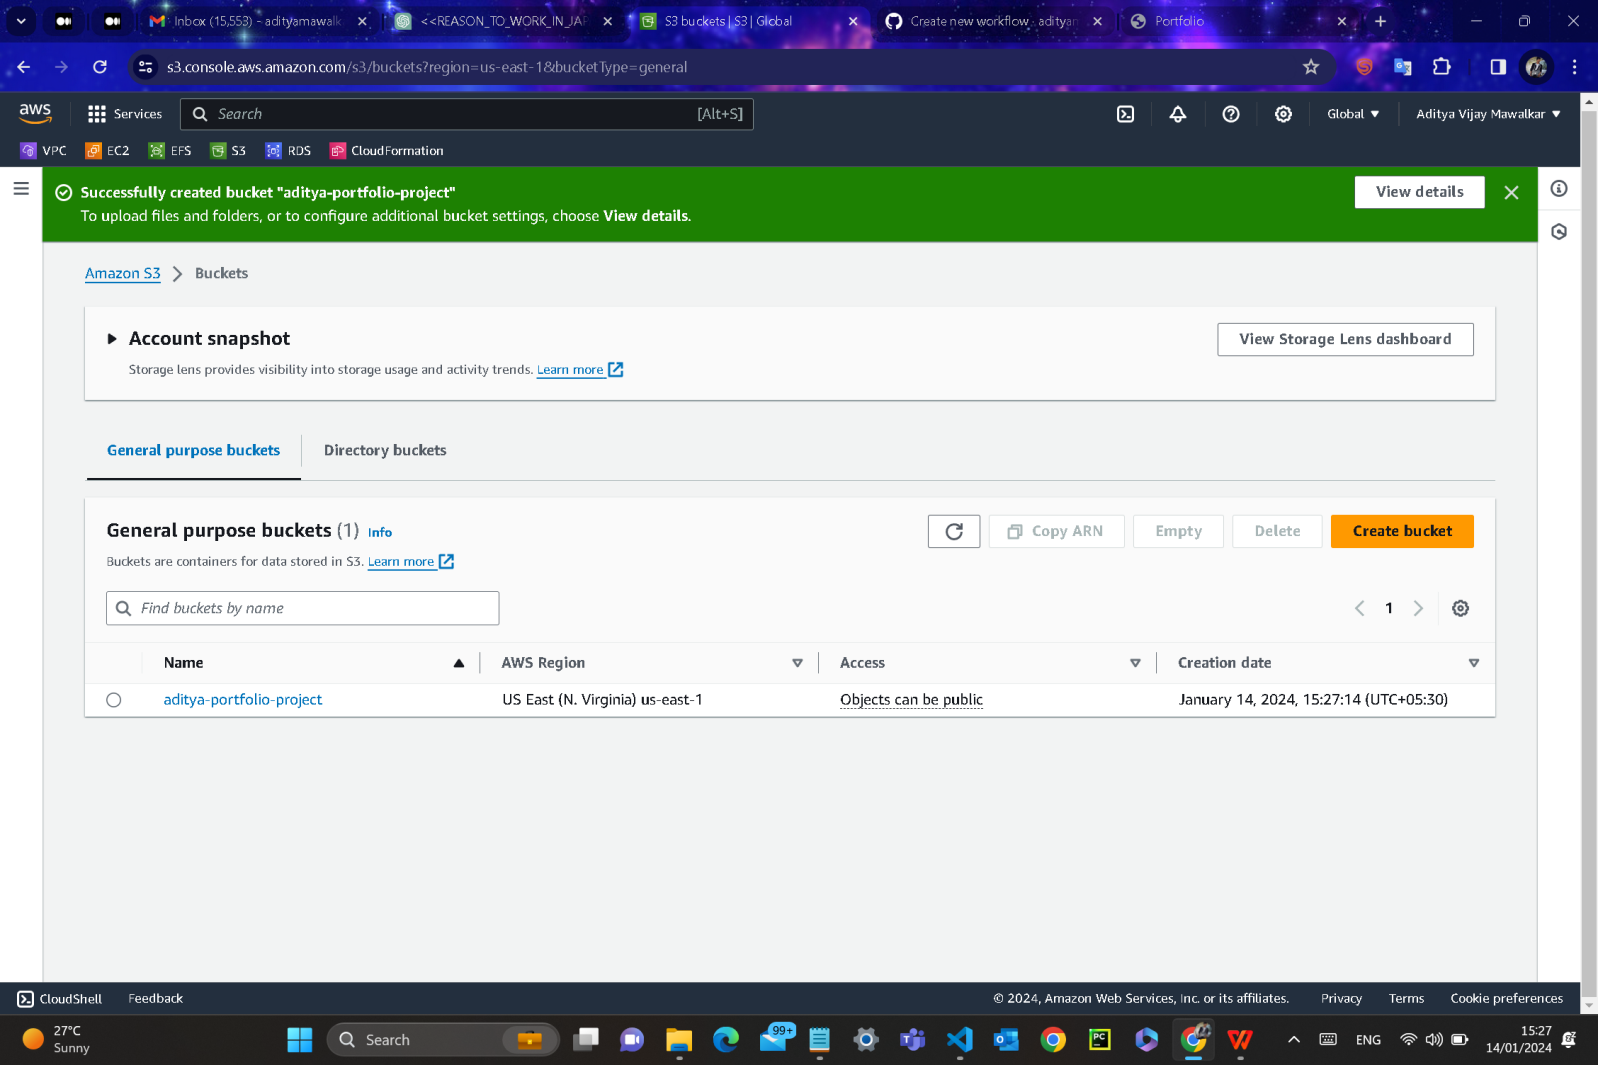 Inbox (15,553) - adityamawalk
<<REASON_TO_WORK_IN_JAP
S3 buckets | S3 | Global
Create new workflow · adityam
Portfolio
s3.console.aws.amazon.com/s3/buckets?region=us-east-1&bucketType=general
aws
Services
Search
[Alt+S]
Global
Aditya Vijay Mawalkar
VPC
EC2
EFS
S3
RDS
CloudFormation
Successfully created bucket "aditya-portfolio-project"
To upload files and folders, or to configure additional bucket settings, choose View details.
View details
Amazon S3
Buckets
Account snapshot
Storage lens provides visibility into storage usage and activity trends. Learn more
View Storage Lens dashboard
General purpose buckets
Directory buckets
General purpose buckets (1) Info
Buckets are containers for data stored in S3. Learn more
Copy ARN
Empty
Delete
Create bucket
Find buckets by name
1
Name
AWS Region
Access
Creation date
aditya-portfolio-project
US East (N. Virginia) us-east-1
Objects can be public
January 14, 2024, 15:27:14 (UTC+05:30)
CloudShell
Feedback
© 2024, Amazon Web Services, Inc. or its affiliates.
Privacy
Terms
Cookie preferences
27°C
Sunny
Search
99+
PC
ENG
15:27
14/01/2024